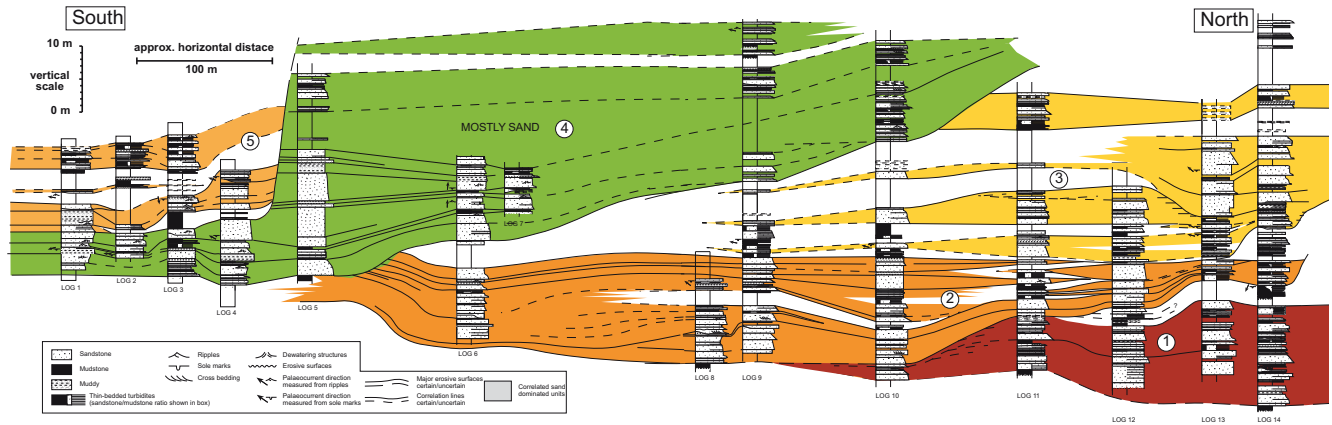 South
North
10 m
vertical
scale
0 m
approx. horizontal distace
100 m
MOSTLY SAND
4
5
3
2
1
LOG 1
LOG 2
LOG 3
LOG 4
LOG 5
LOG 6
LOG 7
LOG 8
LOG 9
LOG 10
LOG 11
LOG 12
LOG 13
LOG 14
?
Sandstone
Mudstone
Muddy
Thin-bedded turbidites
(sandstone/mudstone ratio shown in box)
Ripples
Sole marks
Cross bedding
Dewatering structures
Erosive surfaces
Palaeocurrent direction
measured from ripples
Palaeocurrent direction
measured from sole marks
Major erosive surfaces
certain/uncertain
Correlation lines
certain/uncertain
Correlated sand
dominated units